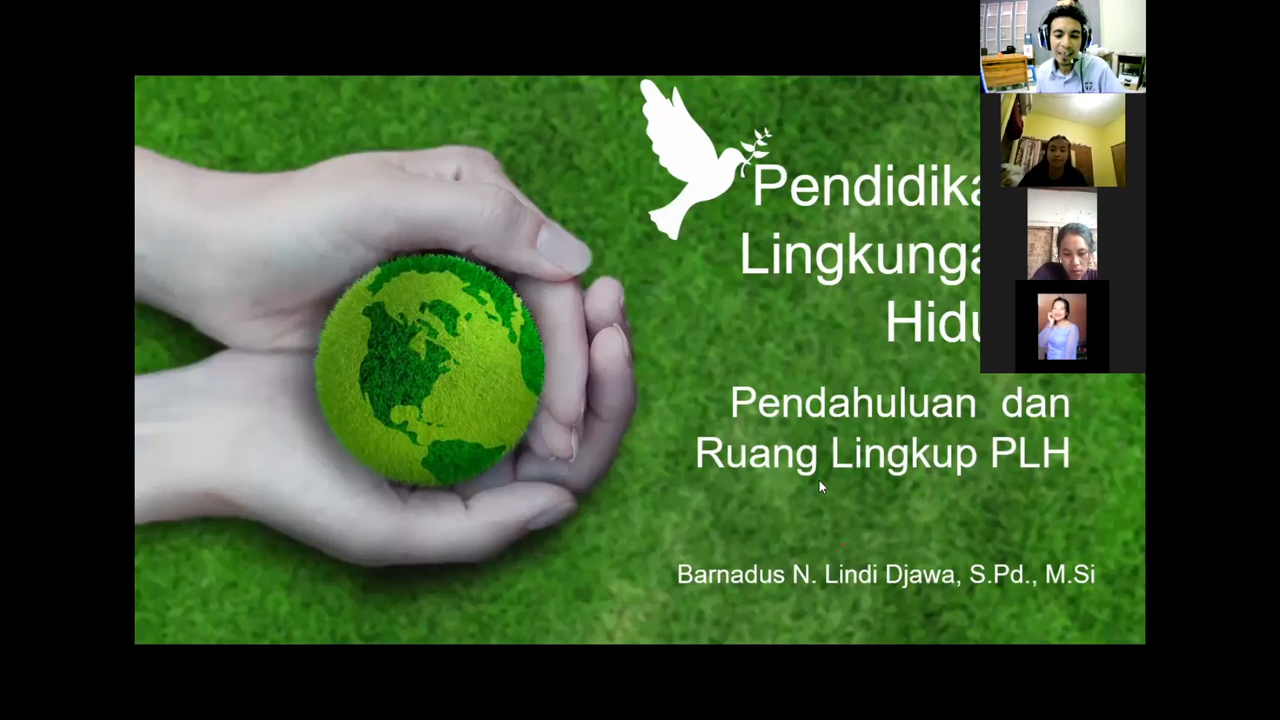 Pendidika
Lingkunga
Hidu
Pendahuluan dan
Ruang Lingkup PLH
Barnadus N. Lindi Djawa, S.Pd., M.Si